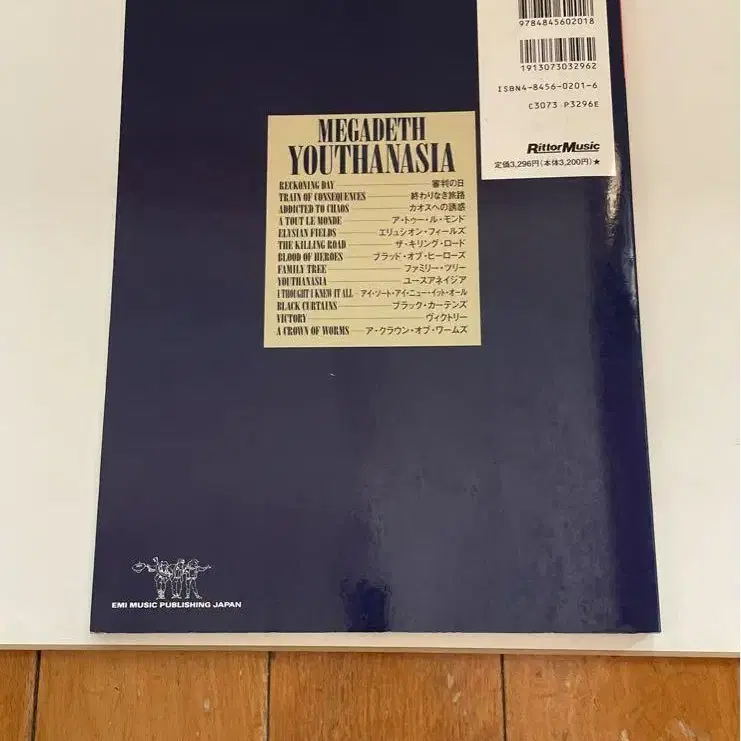 9784845602018
1913073032962
ISBN4-8456-0201-6
C3073 P3296E
RittorMusic
定価3,296円(本体3,200円)★
MEGADETH
YOUTHANASIA
RECKONING DAY 審判の日
TRAIN OF CONSEQUENCES 終わりなき旅路
ADDICTED TO CHAOS カオスへの誘惑
A TOUT LE MONDE ア・トゥー・ル・モンド
ELYSIAN FIELDS エリュシオン・フィールズ
THE KILLING ROAD ザ・キリング・ロード
BLOOD OF HEROES ブラッド・オブ・ヒーローズ
FAMILY TREE ファミリー・ツリー
YOUTHANASIA ユースアネイジア
I THOUGHT I KNEW IT ALL アイ・ソート・アイ・ニュー・イット・オール
BLACK CURTAINS ブラック・カーテンズ
VICTORY ヴィクトリー
A CROWN OF WORMS ア・クラウン・オブ・ワームズ
EMI MUSIC PUBLISHING JAPAN